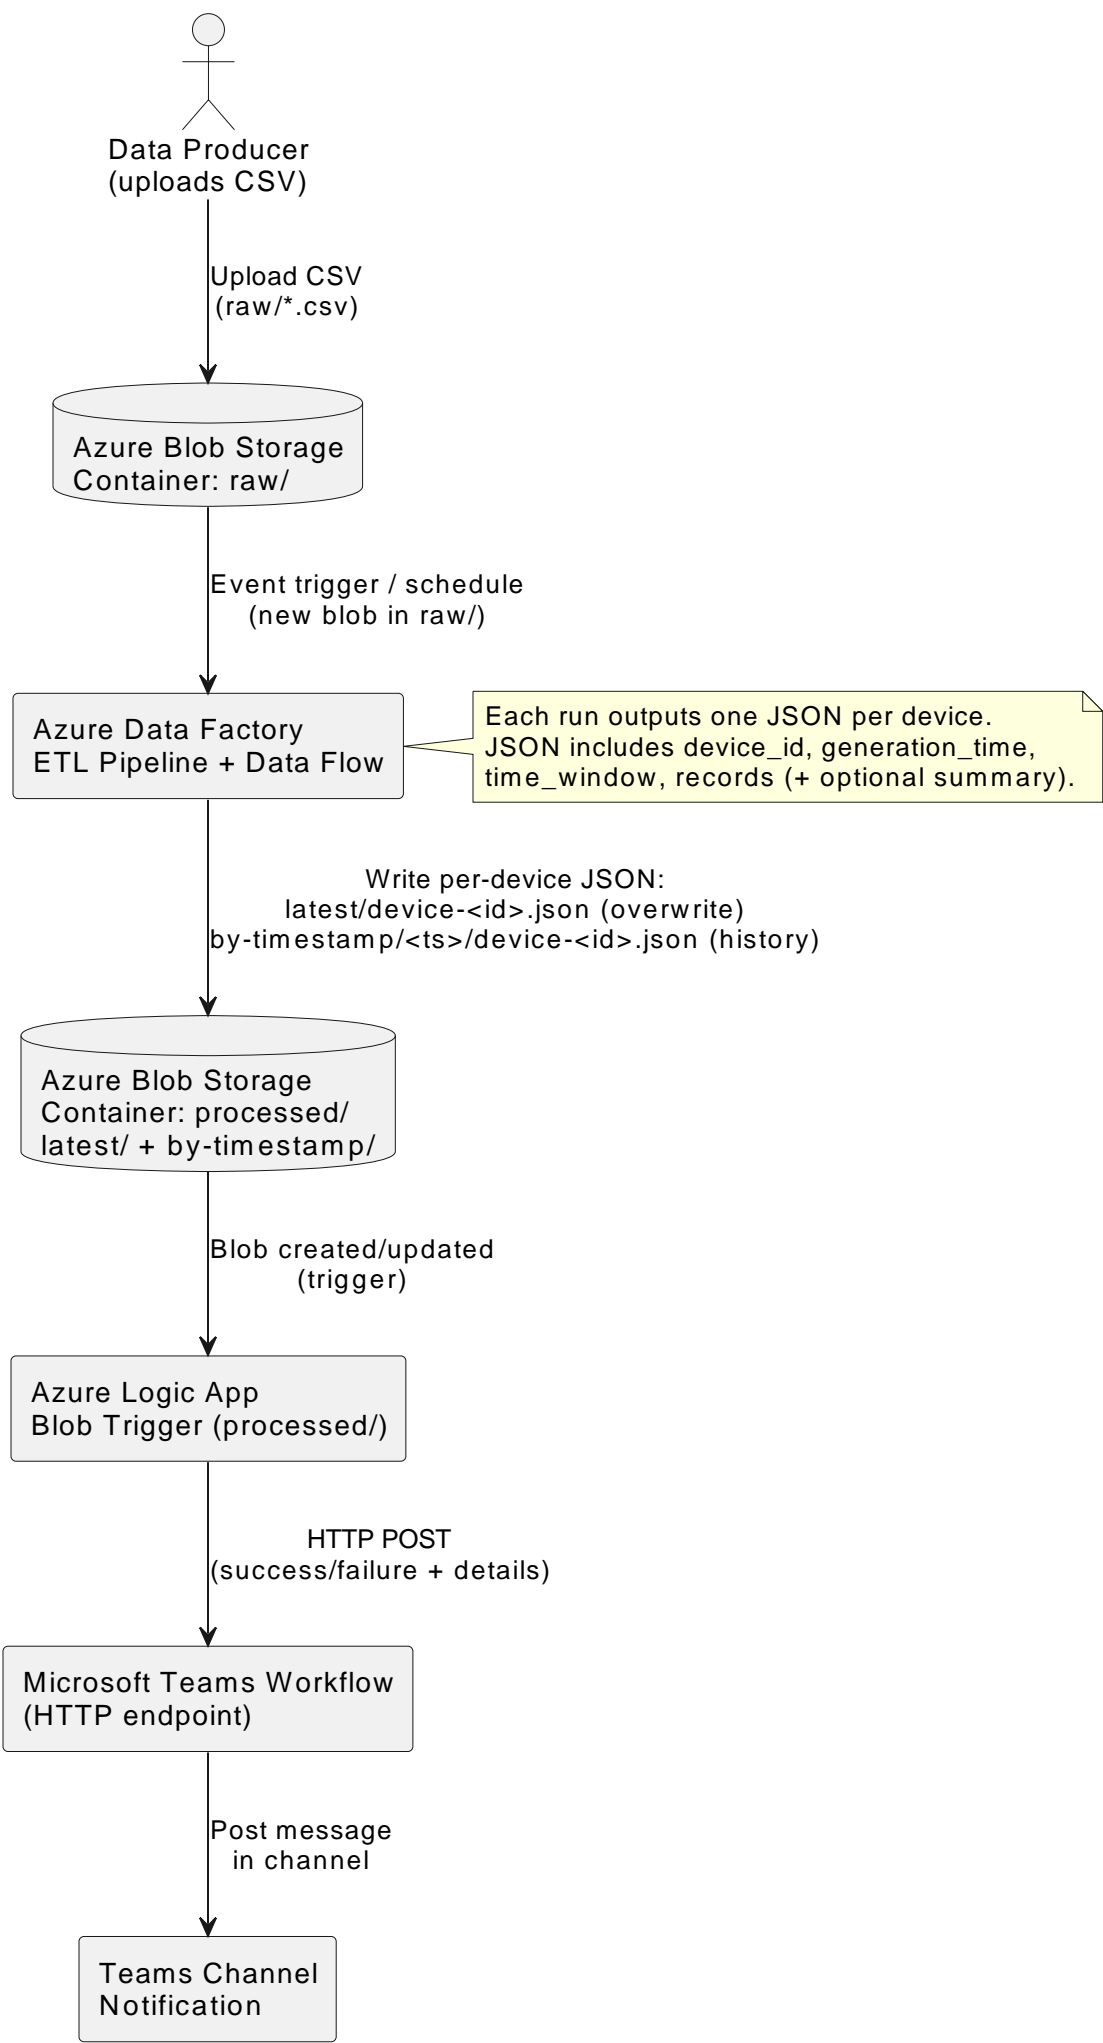 Data Producer
(uploads CSV)
Upload CSV
(raw/*.csv)
Azure Blob Storage
Container: raw/
Event trigger / schedule
(new blob in raw/)
Azure Data Factory
ETL Pipeline + Data Flow
Each run outputs one JSON per device.
JSON includes device_id, generation_time,
time_window, records (+ optional summary).
Write per-device JSON:
latest/device-<id>.json (overwrite)
by-timestamp/<ts>/device-<id>.json (history)
Azure Blob Storage
Container: processed/
latest/ + by-timestamp/
Blob created/updated
(trigger)
Azure Logic App
Blob Trigger (processed/)
HTTP POST
(success/failure + details)
Microsoft Teams Workflow
(HTTP endpoint)
Post message
in channel
Teams Channel
Notification